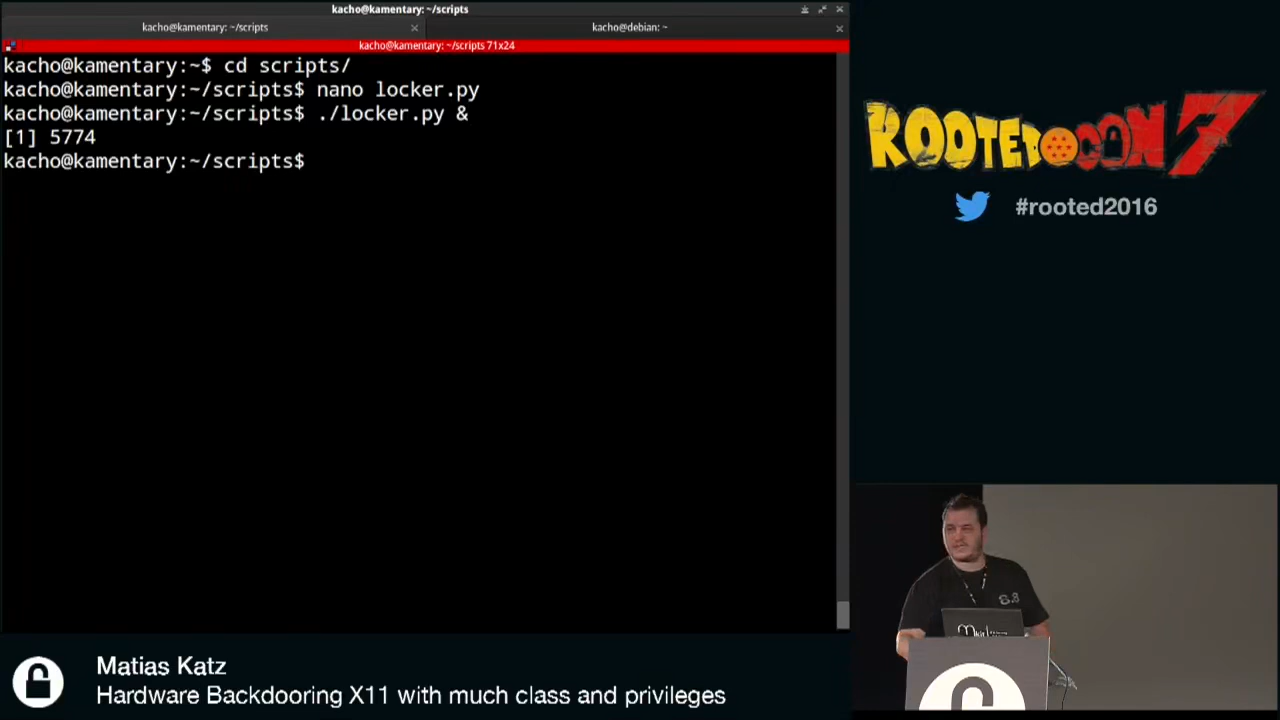 kacho@kamentary: ~/scripts
kacho@kamentary: ~/scripts
kacho@debian: ~
kacho@kamentary: ~/scripts 71x24
kacho@kamentary:~$ cd scripts/
kacho@kamentary:~/scripts$ nano locker.py
kacho@kamentary:~/scripts$ ./locker.py &
[1] 5774
kacho@kamentary:~/scripts$
ROOTEDCON 7
#rooted2016
Matias Katz
Hardware Backdooring X11 with much class and privileges